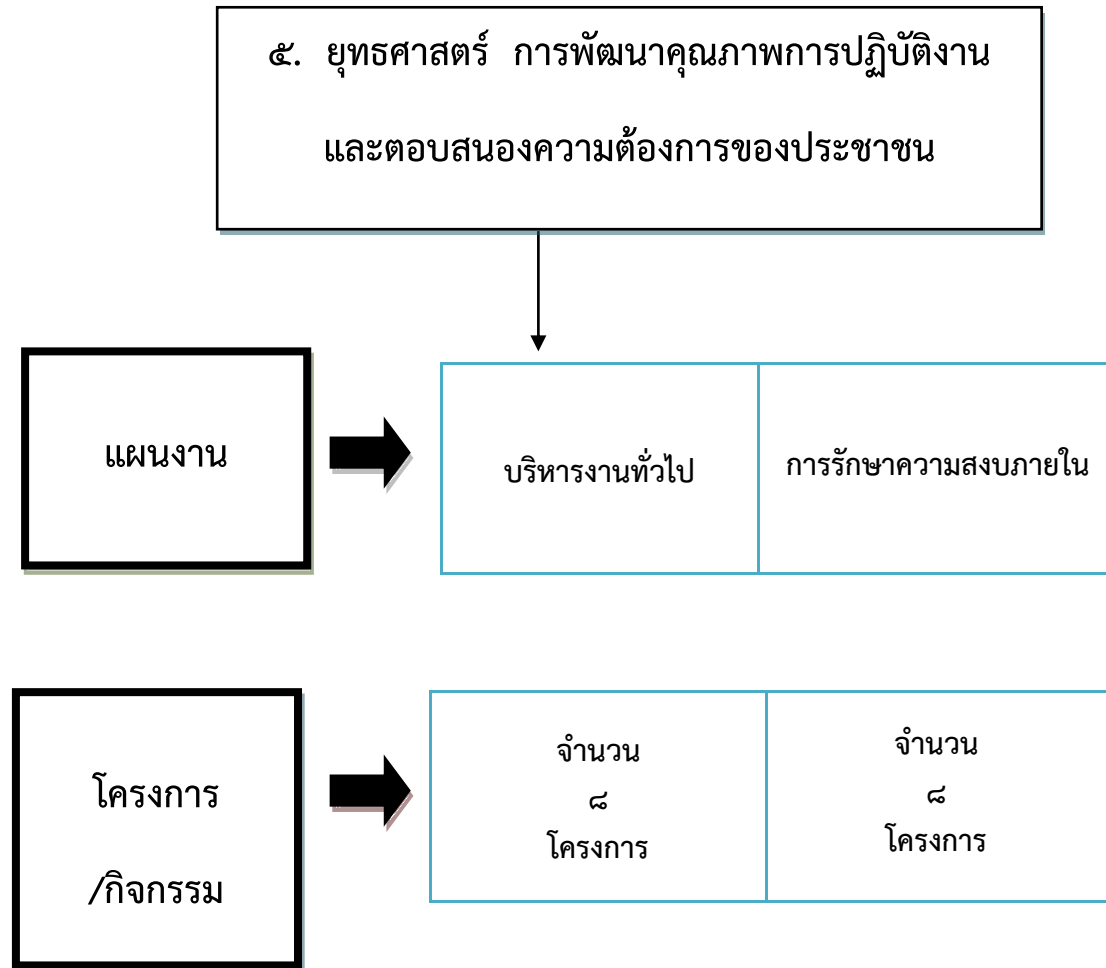 ๕. ยุทธศาสตร์ การพัฒนาคุณภาพการปฏิบัติงาน
และตอบสนองความต้องการของประชาชน
แผนงาน
บริหารงานทั่วไป
การรักษาความสงบภายใน
โครงการ
/กิจกรรม
จำนวน
๘
โครงการ
จำนวน
๘
โครงการ